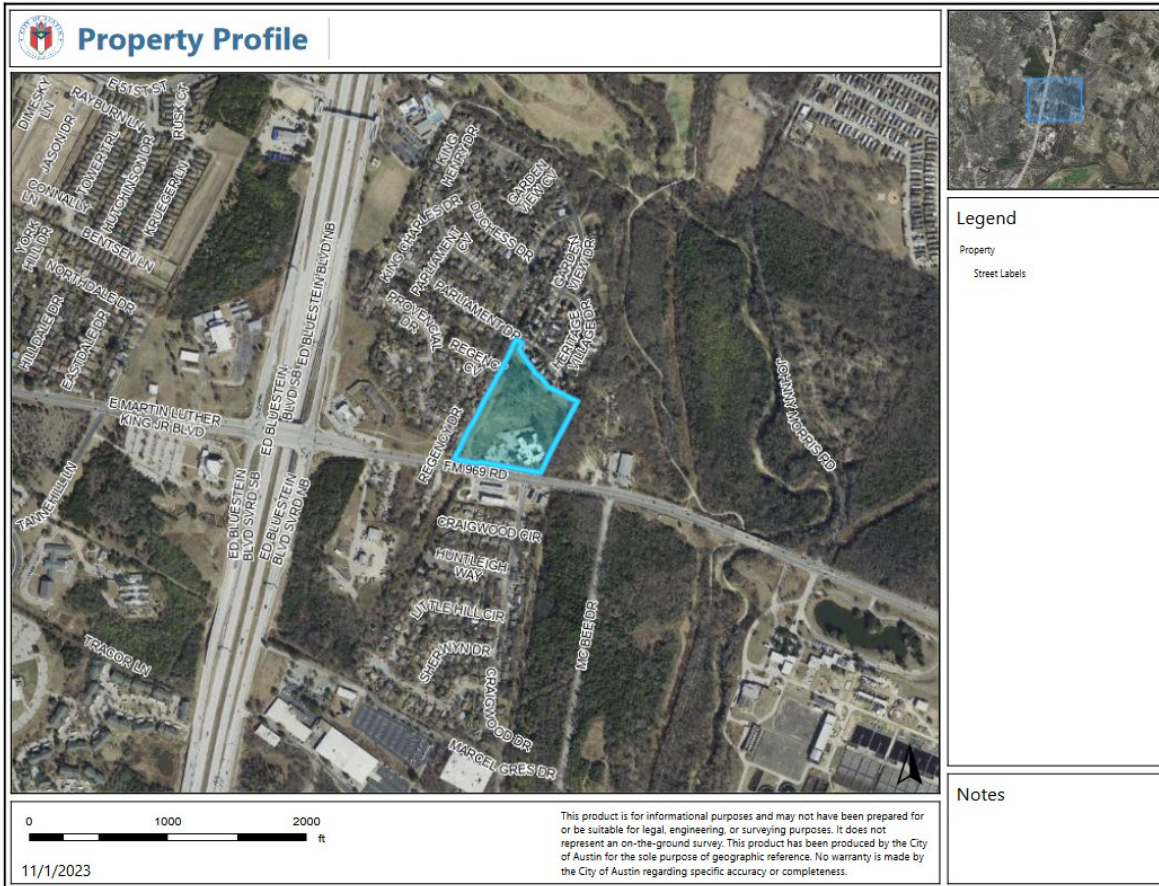 Property Profile
E 51ST ST
DIMESKY
LN
RAYBURN LN
RUSK CT
JASON DR
TOWER TRL
HUTCHINSON DR
KRUEGER LN
CONNALLY
LN
YORK
HILL DR
BENTSEN LN
NORTHDALE DR
HILLDALE DR
EASTDALE DR
E MARTIN LUTHER
KING JR BLVD
TANNEHILL LN
ED BLUESTEIN BLVD NB
ED BLUESTEIN
BLVD SB
ED BLUESTEIN
BLVD SVRD SB
ED BLUESTEIN
BLVD SVRD NB
TRACOR LN
KING
HENRY DR
GARDEN
VIEW CV
KING CHARLES DR
DUCHESS DR
PARLIAMENT
CV
GARDEN
VIEW DR
PARLIAMENT DR
PROVENCIAL
DR
HERITAGE
VILLAGE DR
REGENCY
CV
REGENCY DR
FM 969 RD
JOHNNY MORRIS RD
CRAIGWOOD CIR
HUNTLEIGH
WAY
LITTLE HILL CIR
SHERWYN DR
CRAIGWOOD DR
MC BEE DR
MARCEL GRES DR
Legend
Property
Street Labels
Notes
0 1000 2000
ft
11/1/2023
This product is for informational purposes and may not have been prepared for
or be suitable for legal, engineering, or surveying purposes. It does not
represent an on-the-ground survey. This product has been produced by the City
of Austin for the sole purpose of geographic reference. No warranty is made by
the City of Austin regarding specific accuracy or completeness.